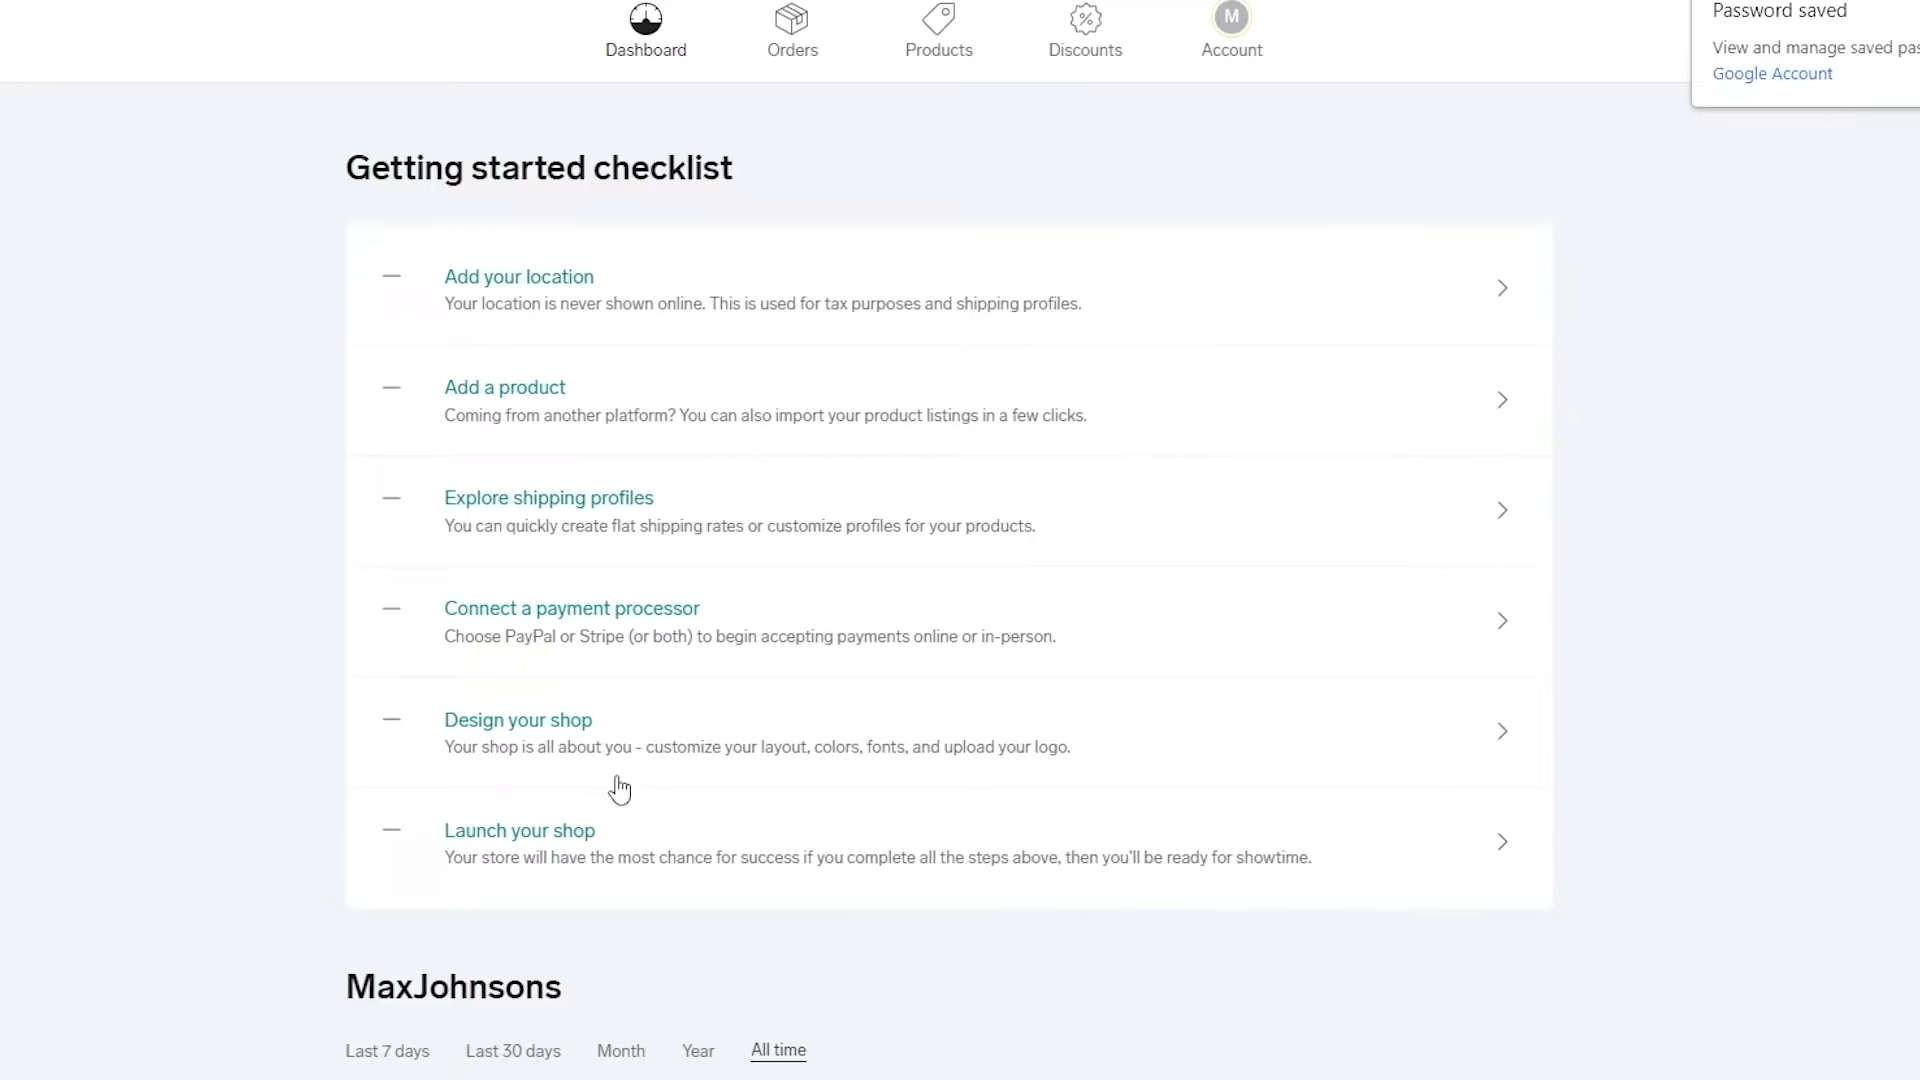 Password saved
View and manage saved pas
Google Account
Dashboard
Orders
Products
Discounts
M
Account
Getting started checklist
Add your location
Your location is never shown online. This is used for tax purposes and shipping profiles.
Add a product
Coming from another platform? You can also import your product listings in a few clicks.
Explore shipping profiles
You can quickly create flat shipping rates or customize profiles for your products.
Connect a payment processor
Choose PayPal or Stripe (or both) to begin accepting payments online or in-person.
Design your shop
Your shop is all about you - customize your layout, colors, fonts, and upload your logo.
Launch your shop
Your store will have the most chance for success if you complete all the steps above, then you'll be ready for showtime.
MaxJohnsons
Last 7 days
Last 30 days
Month
Year
All time